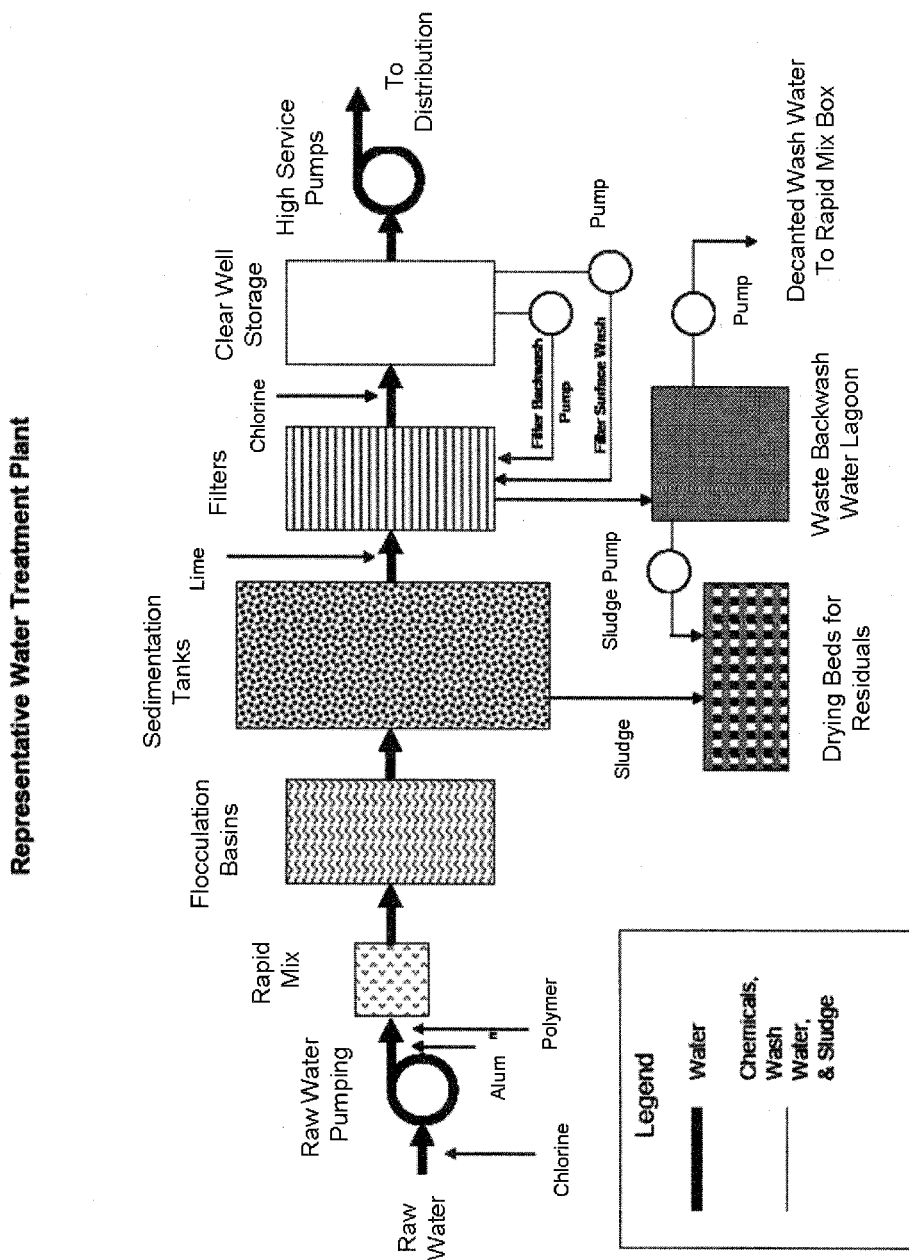 Representative Water Treatment Plant
Raw
Water
Raw Water
Pumping
Rapid
Mix
Flocculation
Basins
Sedimentation
Tanks
Lime
Filters
Chlorine
Clear Well
Storage
High Service
Pumps
To
Distribution
Chlorine
Alum
Polymer
Sludge
Sludge Pump
Filter Backwash
Pump
Filter Surface Wash
Pump
Pump
Drying Beds for
Residuals
Waste Backwash
Water Lagoon
Decanted Wash Water
To Rapid Mix Box
Legend
Water
Chemicals,
Wash
Water,
& Sludge